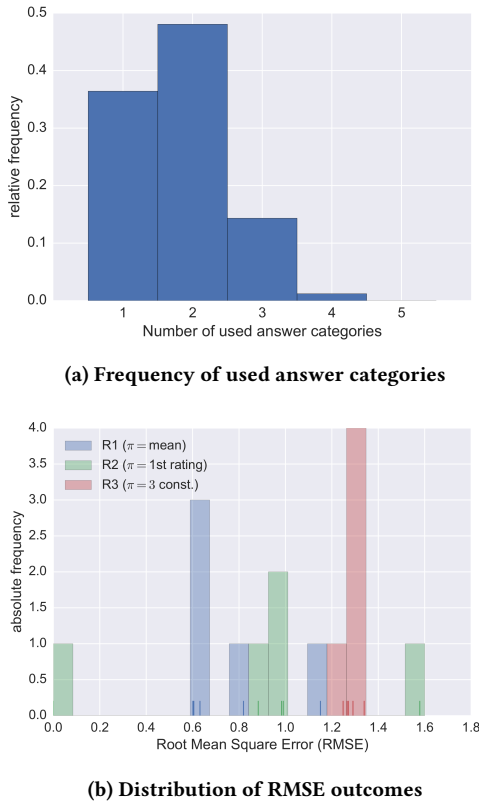 0.5
0.4
0.3
0.2
0.1
0.0
relative frequency
1 2 3 4 5
Number of used answer categories
(a) Frequency of used answer categories
4.0
3.5
3.0
2.5
2.0
1.5
1.0
0.5
0.0
absolute frequency
R1 (π = mean)
R2 (π = 1st rating)
R3 (π = 3 const.)
0.0 0.2 0.4 0.6 0.8 1.0 1.2 1.4 1.6 1.8
Root Mean Square Error (RMSE)
(b) Distribution of RMSE outcomes